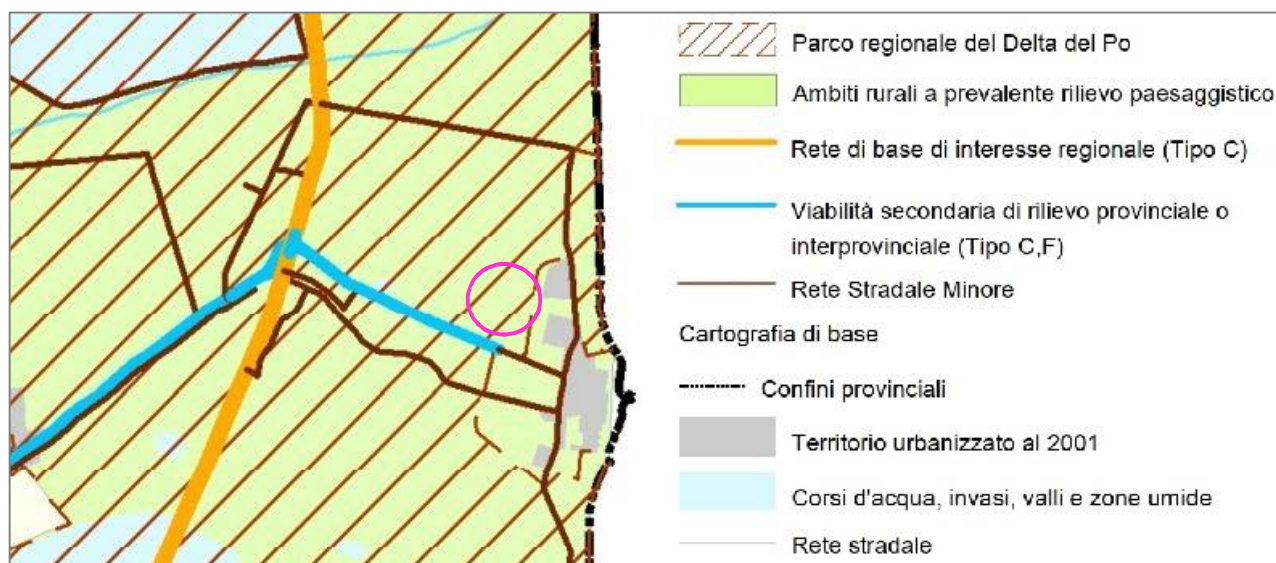 Parco regionale del Delta del Po
Ambiti rurali a prevalente rilievo paesaggistico
Rete di base di interesse regionale (Tipo C)
Viabilità secondaria di rilievo provinciale o
interprovinciale (Tipo C,F)
Rete Stradale Minore
Cartografia di base
Confini provinciali
Territorio urbanizzato al 2001
Corsi d'acqua, invasi, valli e zone umide
Rete stradale